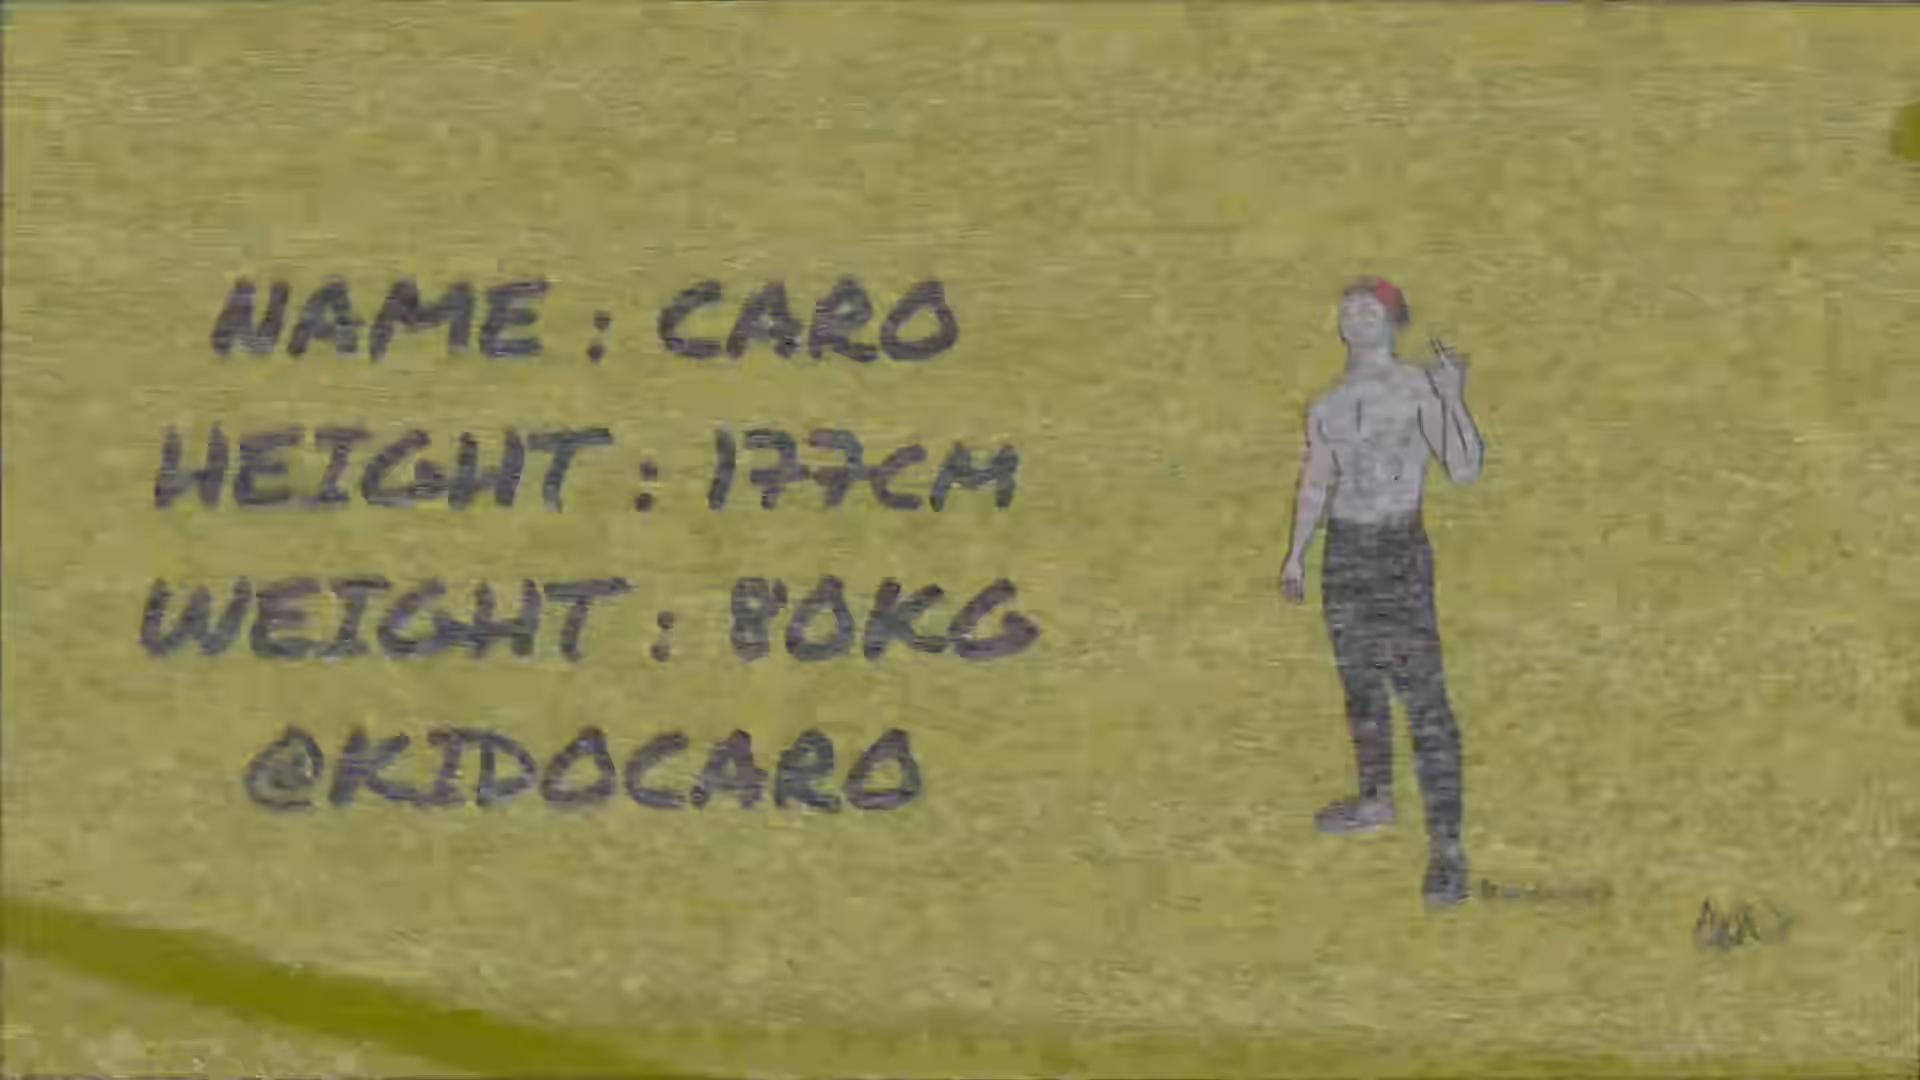 NAME : CARO
HEIGHT : 177CM
WEIGHT : 80KG
@KIDOCARO